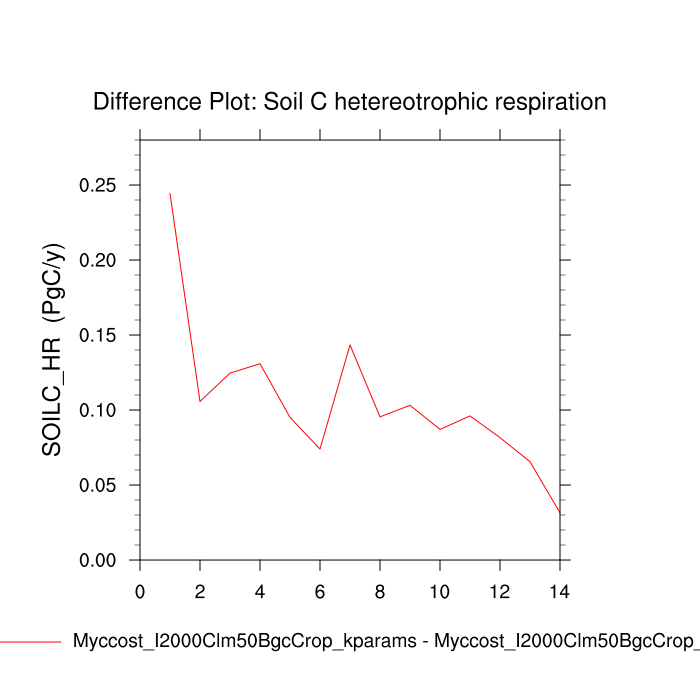 Difference Plot: Soil C hetereotrophic respiration
SOILC_HR (PgC/y)
0.25
0.20
0.15
0.10
0.05
0.00
0 2 4 6 8 10 12 14
Myccost_I2000Clm50BgcCrop_kparams - Myccost_I2000Clm50BgcCrop_